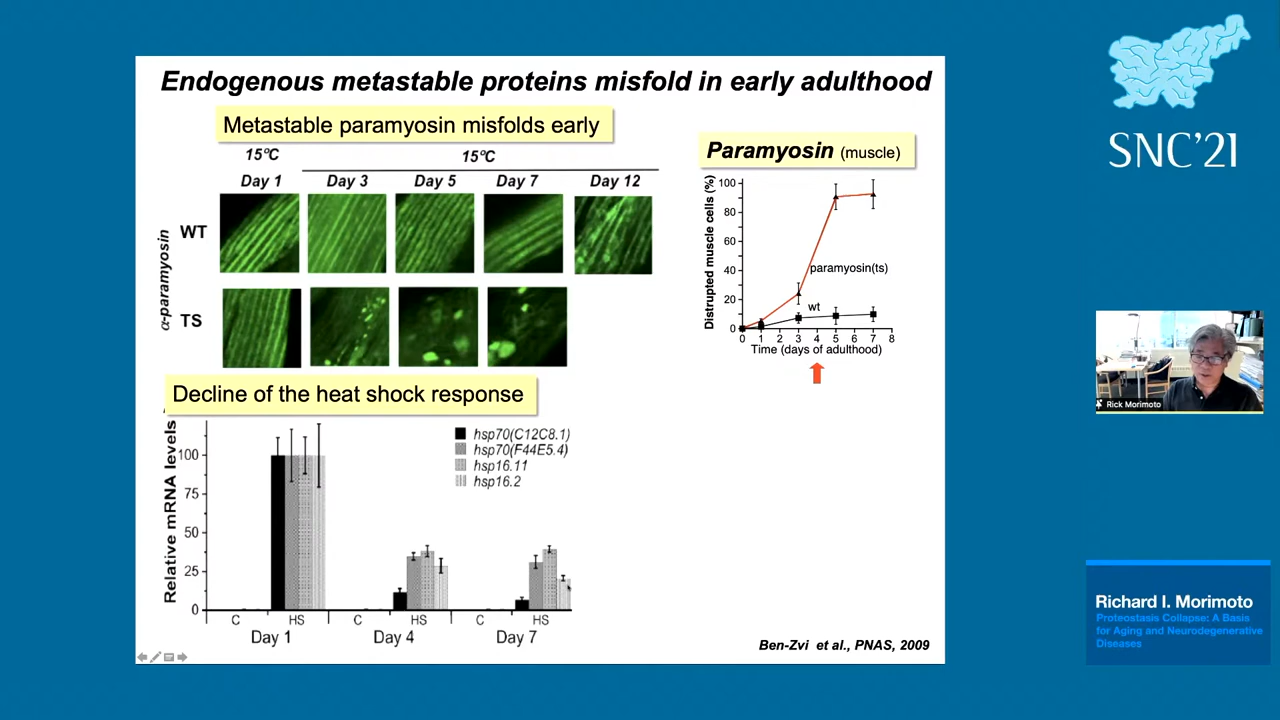 Endogenous metastable proteins misfold in early adulthood
Metastable paramyosin misfolds early
15ºC 15ºC
Day 1 Day 3 Day 5 Day 7 Day 12
α-paramyosin
WT
TS
Paramyosin (muscle)
Disrupted muscle cells (%)
100
80
60
40
20
0
paramyosin(ts)
wt
0 1 2 3 4 5 6 7 8
Time (days of adulthood)
Decline of the heat shock response
Relative mRNA levels
100
75
50
25
0
hsp70(C12C8.1)
hsp70(F44E5.4)
hsp16.11
hsp16.2
C HS C HS C HS
Day 1 Day 4 Day 7
Ben-Zvi et al., PNAS, 2009
SNC'21
Rick Morimoto
Richard I. Morimoto
Proteostasis Collapse: A Basis
for Aging and Neurodegenerative
Diseases